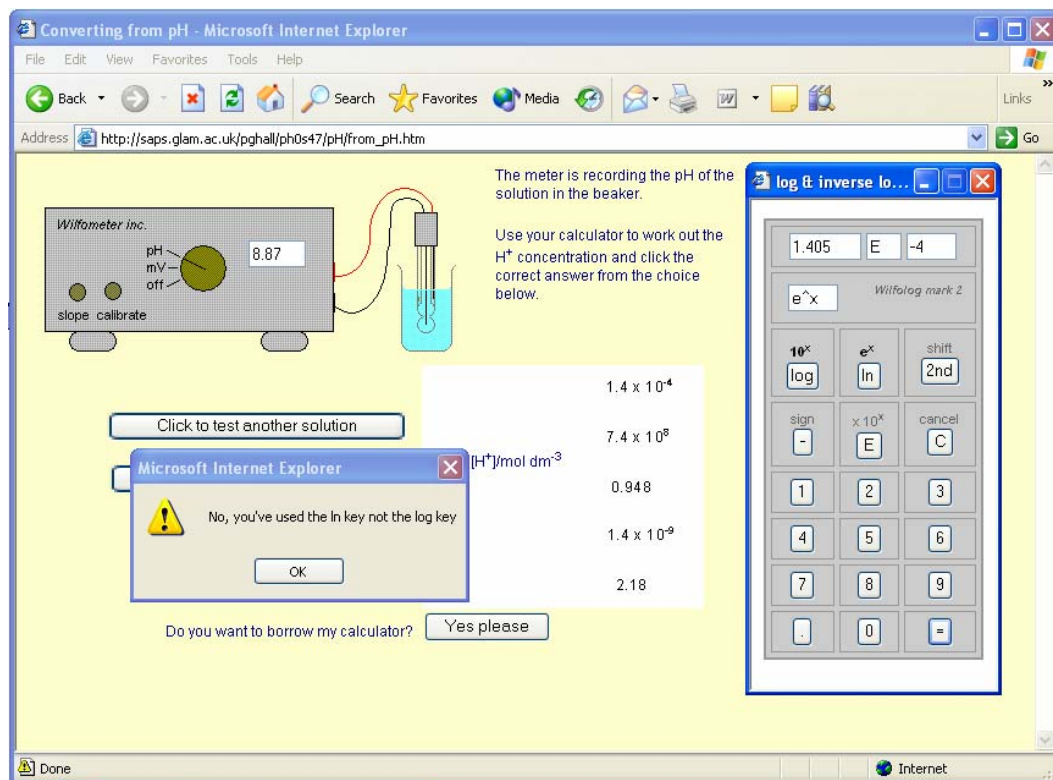 Converting from pH - Microsoft Internet Explorer
File Edit View Favorites Tools Help
Back Search Favorites Media Links »
Address http://saps.glam.ac.uk/pghall/ph0s47/pH/from_pH.htm Go
Wilfometer inc.
pH
mV
off
8.87
slope calibrate
The meter is recording the pH of the
solution in the beaker.
Use your calculator to work out the
H⁺ concentration and click the
correct answer from the choice
below.
Click to test another solution
[H⁺]/mol dm⁻³
1.4 x 10⁻⁴
7.4 x 10⁸
0.948
1.4 x 10⁻⁹
2.18
Microsoft Internet Explorer
No, you've used the ln key not the log key
OK
Do you want to borrow my calculator? Yes please
log & inverse lo...
1.405 E -4
e^x Wilfolog mark 2
10ˣ eˣ shift
log ln 2nd
sign x 10ˣ cancel
- E C
1 2 3
4 5 6
7 8 9
. 0 =
Done Internet